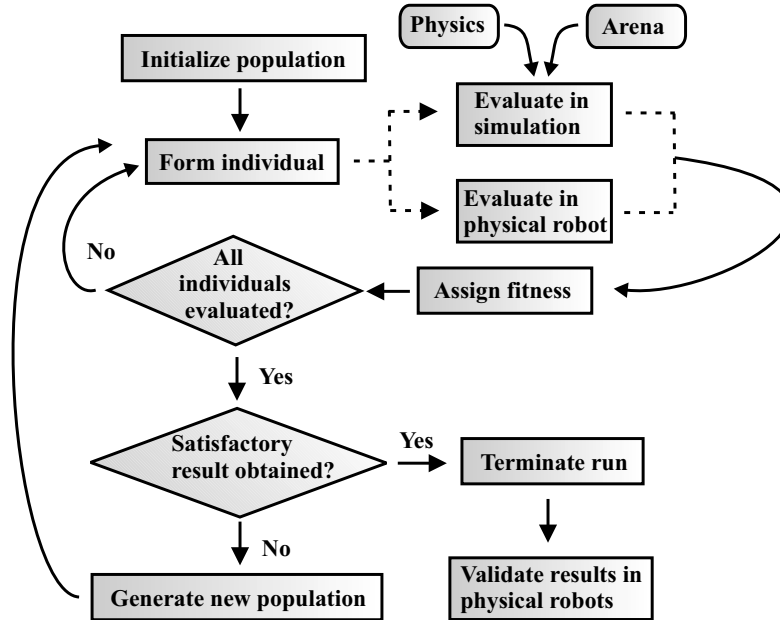 Physics
Arena
Initialize population
Evaluate in
simulation
Form individual
Evaluate in
physical robot
No
All
individuals
evaluated?
Assign fitness
Yes
Satisfactory
result obtained?
Yes
Terminate run
No
Generate new population
Validate results in
physical robots